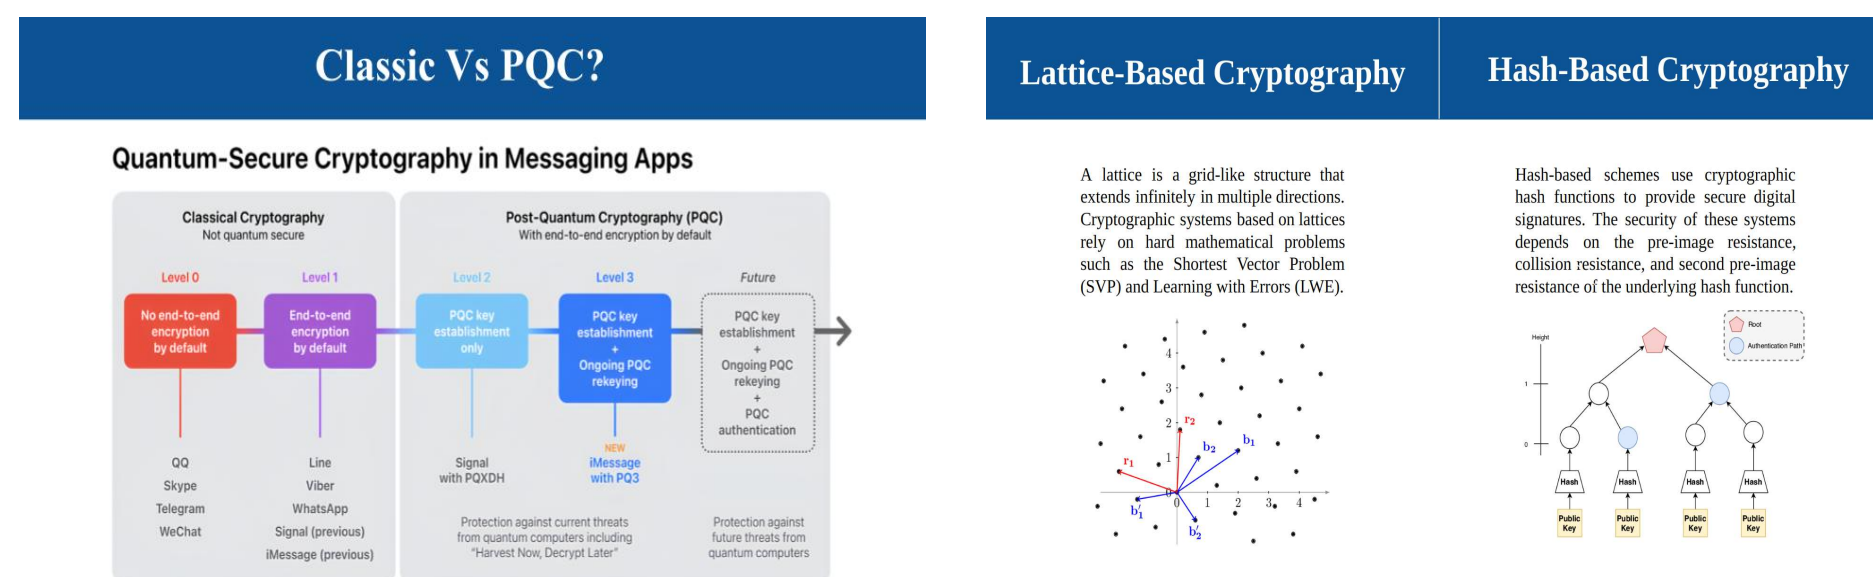 Classic Vs PQC?
Quantum-Secure Cryptography in Messaging Apps
Classical Cryptography
Not quantum secure
Post-Quantum Cryptography (PQC)
With end-to-end encryption by default
Level 0
No end-to-end
encryption
by default
QQ
Skype
Telegram
WeChat
Level 1
End-to-end
encryption
by default
Line
Viber
WhatsApp
Signal (previous)
iMessage (previous)
Level 2
PQC key
establishment
only
Signal
with PQXDH
Level 3
PQC key
establishment
+
Ongoing PQC
rekeying
NEW
iMessage
with PQ3
Future
PQC key
establishment
+
Ongoing PQC
rekeying
+
PQC
authentication
Protection against current threats
from quantum computers including
"Harvest Now, Decrypt Later"
Protection against
future threats from
quantum computers
Lattice-Based Cryptography
A lattice is a grid-like structure that
extends infinitely in multiple directions.
Cryptographic systems based on lattices
rely on hard mathematical problems
such as the Shortest Vector Problem
(SVP) and Learning with Errors (LWE).
4
3
2
1
0
0 1 2 3 4
r₂
b₂
b₁
r₁
b′₁
b′₂
Hash-Based Cryptography
Hash-based schemes use cryptographic
hash functions to provide secure digital
signatures. The security of these systems
depends on the pre-image resistance,
collision resistance, and second pre-image
resistance of the underlying hash function.
Root
Authentication Path
Height
1
0
Hash Hash Hash Hash
Public Key
Public Key
Public Key
Public Key